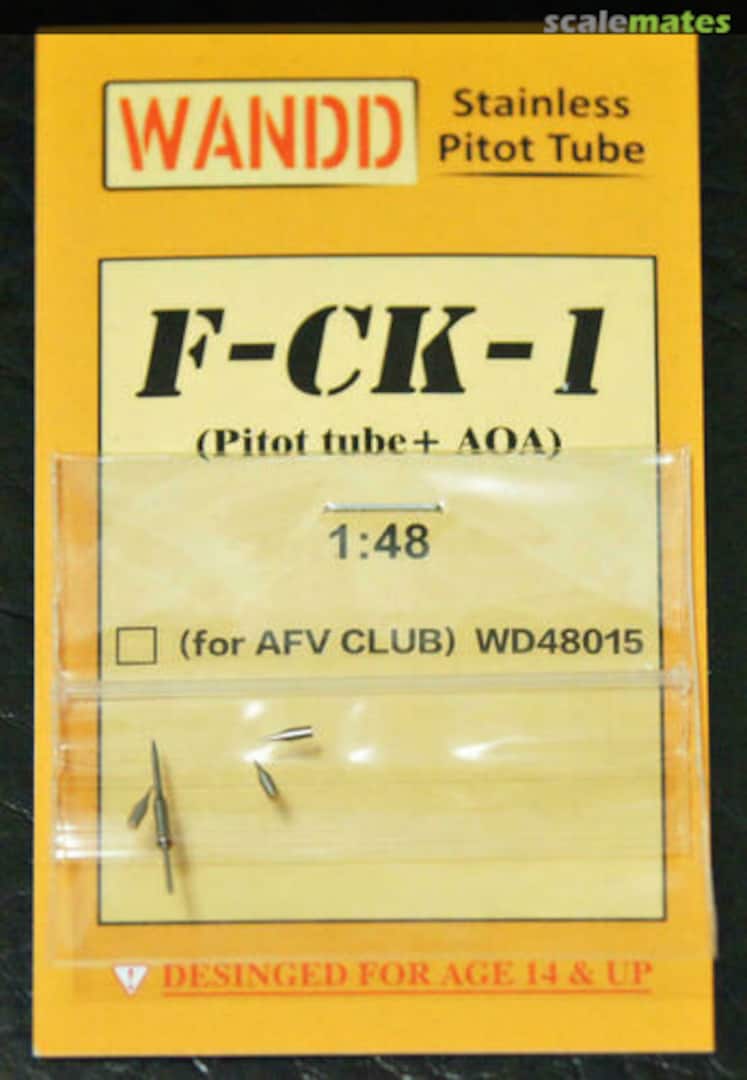 scalemates
WANDD
Stainless
Pitot Tube
F-CK-1
(Pitot tube+ AOA)
1:48
(for AFV CLUB) WD48015
! DESINGED FOR AGE 14 & UP